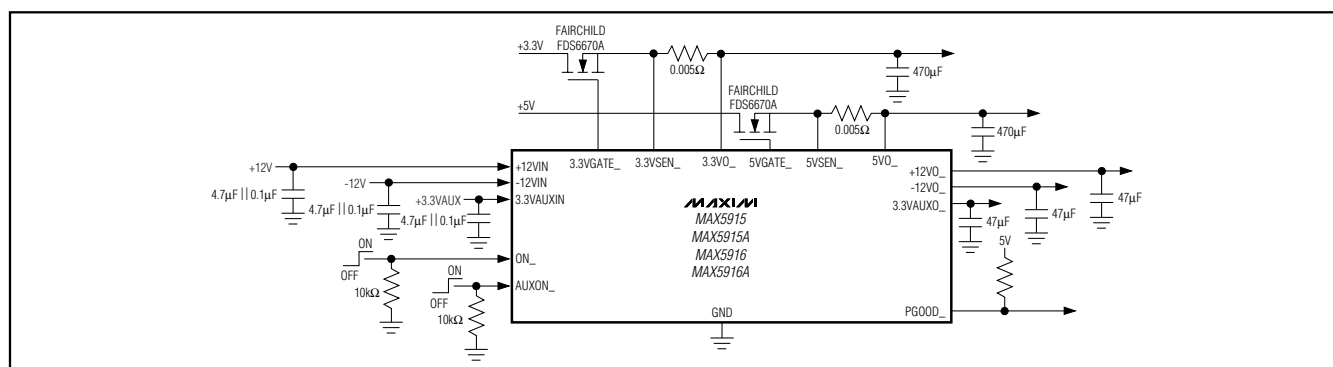 FAIRCHILD
FDS6670A
+3.3V
0.005Ω
470µF
FAIRCHILD
FDS6670A
+5V
0.005Ω
470µF
3.3VGATE_
3.3VSEN_
3.3VO_
5VGATE_
5VSEN_
5VO_
+12V
+12VIN
4.7µF||0.1µF
-12V
-12VIN
4.7µF||0.1µF
+3.3VAUX
3.3VAUXIN
4.7µF||0.1µF
MAXIM
MAX5915
MAX5915A
MAX5916
MAX5916A
+12VO_
-12VO_
3.3VAUXO_
47µF
47µF
47µF
5V
ON
OFF
ON_
10kΩ
ON
OFF
AUXON_
10kΩ
GND
PGOOD_